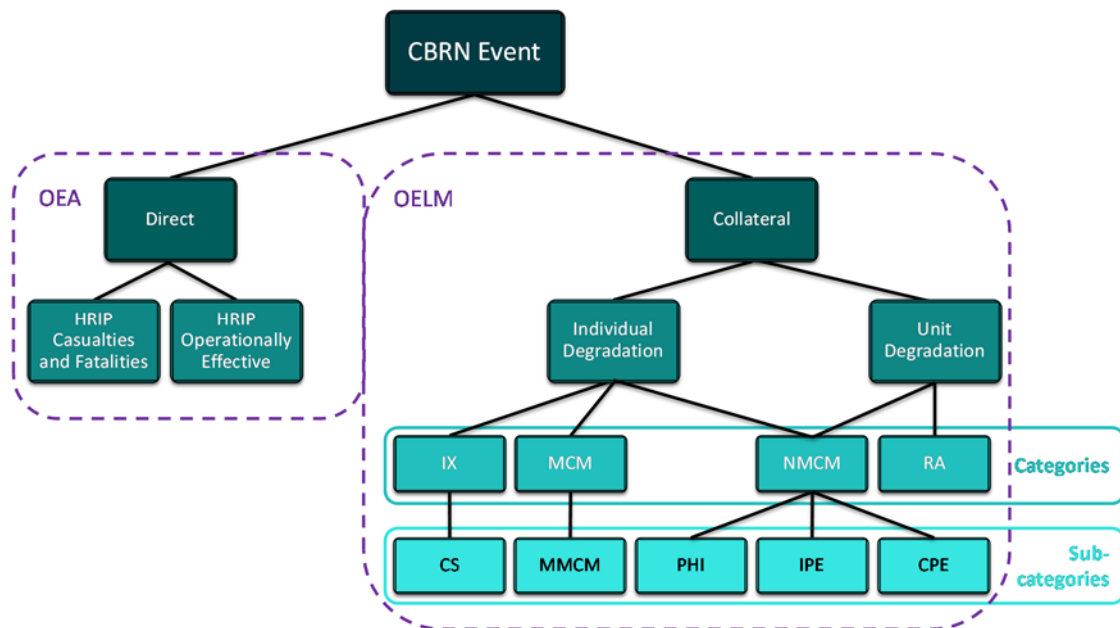 CBRN Event
OEA
OELM
Direct
Collateral
HRIP
Casualties
and Fatalities
HRIP
Operationally
Effective
Individual
Degradation
Unit
Degradation
IX
MCM
NMCM
RA
Categories
CS
MMCM
PHI
IPE
CPE
Sub-
categories